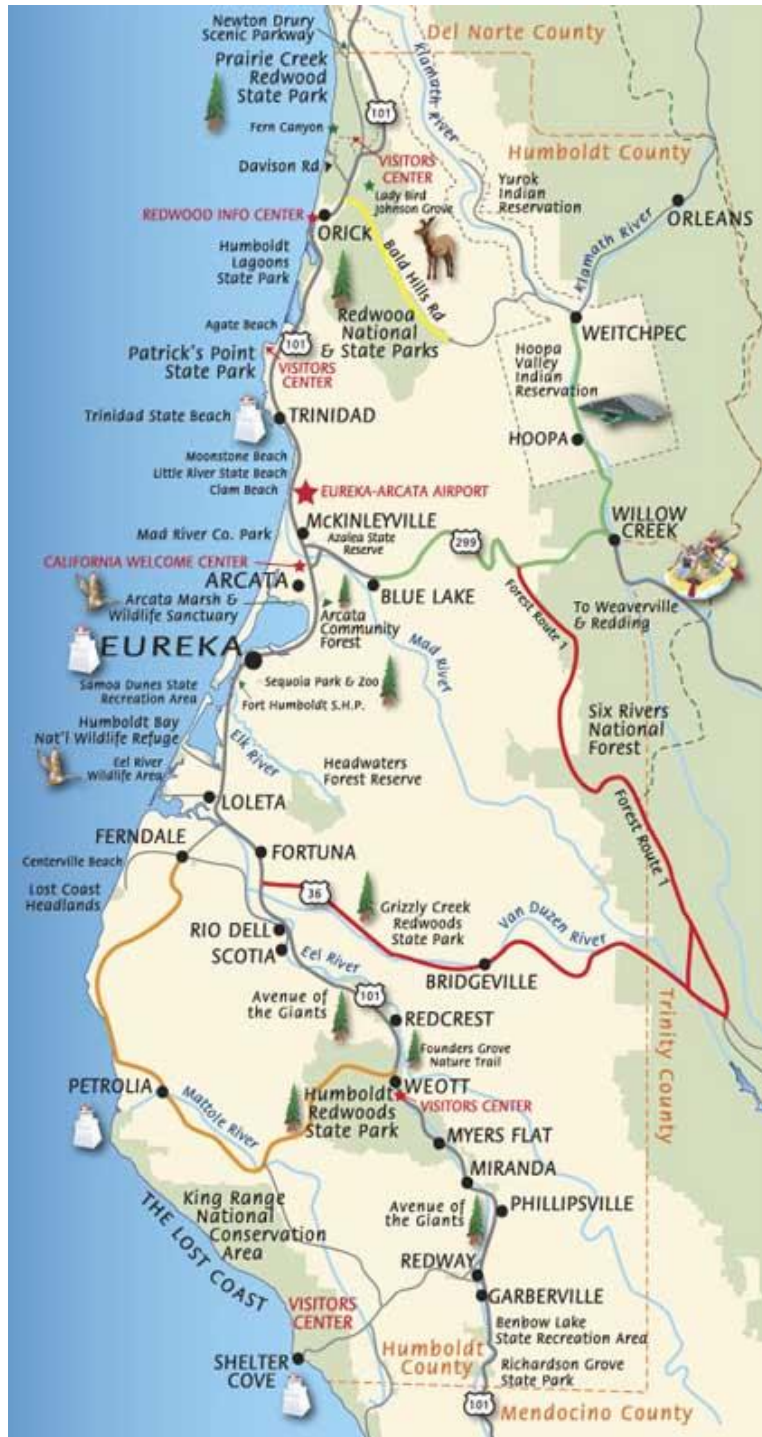 Newton Drury
Scenic Parkway
Del Norte County
Prairie Creek
Redwood
State Park
Klamath River
101
Fern Canyon
VISITORS
CENTER
Humboldt County
Davison Rd
Lady Bird
Johnson Grove
Yurok
Indian
Reservation
REDWOOD INFO CENTER
ORICK
ORLEANS
Klamath River
Humboldt
Lagoons
State Park
Bald Hills Rd
Agate Beach
Redwood
National
& State Parks
WEITCHPEC
101
Patrick's Point
State Park
VISITORS
CENTER
Hoopa
Valley
Indian
Reservation
Trinidad State Beach
TRINIDAD
HOOPA
Moonstone Beach
Little River State Beach
Clam Beach
EUREKA-ARCATA AIRPORT
Mad River Co. Park
McKINLEYVILLE
Azalea State
Reserve
299
WILLOW
CREEK
CALIFORNIA WELCOME CENTER
ARCATA
BLUE LAKE
Forest Route 1
To Weaverville
& Redding
Arcata Marsh &
Wildlife Sanctuary
Arcata
Community
Forest
Mad River
EUREKA
Samoa Dunes State
Recreation Area
Sequoia Park & Zoo
Fort Humboldt S.H.P.
Six Rivers
National
Forest
Humboldt Bay
Nat'l Wildlife Refuge
Elk River
Eel River
Wildlife Area
Headwaters
Forest Reserve
LOLETA
Forest Route 1
FERNDALE
FORTUNA
Centerville Beach
Lost Coast
Headlands
36
Grizzly Creek
Redwoods
State Park
Van Duzen River
RIO DELL
SCOTIA
Eel River
BRIDGEVILLE
Avenue of
the Giants
101
REDCREST
Trinity County
Founders Grove
Nature Trail
PETROLIA
Mattole River
Humboldt
Redwoods
State Park
WEOTT
VISITORS CENTER
MYERS FLAT
MIRANDA
King Range
National
Conservation
Area
Avenue of
the Giants
PHILLIPSVILLE
THE LOST COAST
REDWAY
GARBERVILLE
VISITORS
CENTER
Benbow Lake
State Recreation Area
Humboldt
County
SHELTER
COVE
Richardson Grove
State Park
101
Mendocino County